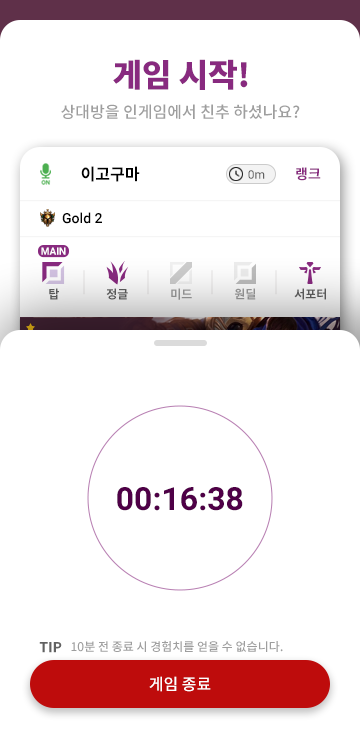 게임 시작!
상대방을 인게임에서 친추 하셨나요?
ON 이고구마 0m 랭크
Gold 2
MAIN
탑 정글 미드 원딜 서포터
00:16:38
TIP 10분 전 종료 시 경험치를 얻을 수 없습니다.
게임 종료